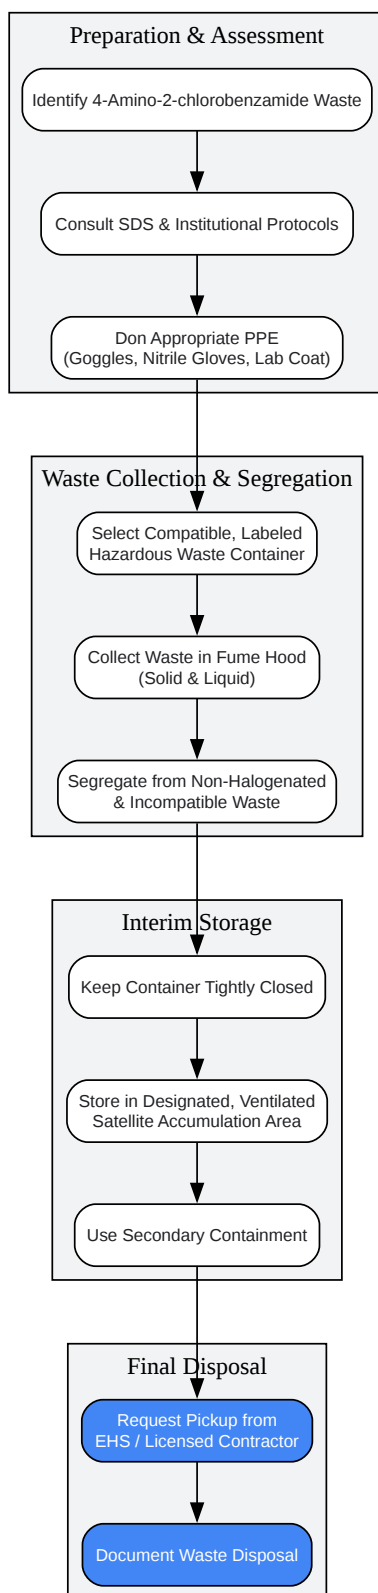 Preparation & Assessment
Identify 4-Amino-2-chlorobenzamide Waste
Consult SDS & Institutional Protocols
Don Appropriate PPE
(Goggles, Nitrile Gloves, Lab Coat)
Waste Collection & Segregation
Select Compatible, Labeled
Hazardous Waste Container
Collect Waste in Fume Hood
(Solid & Liquid)
Segregate from Non-Halogenated
& Incompatible Waste
Interim Storage
Keep Container Tightly Closed
Store in Designated, Ventilated
Satellite Accumulation Area
Use Secondary Containment
Final Disposal
Request Pickup from
EHS / Licensed Contractor
Document Waste Disposal